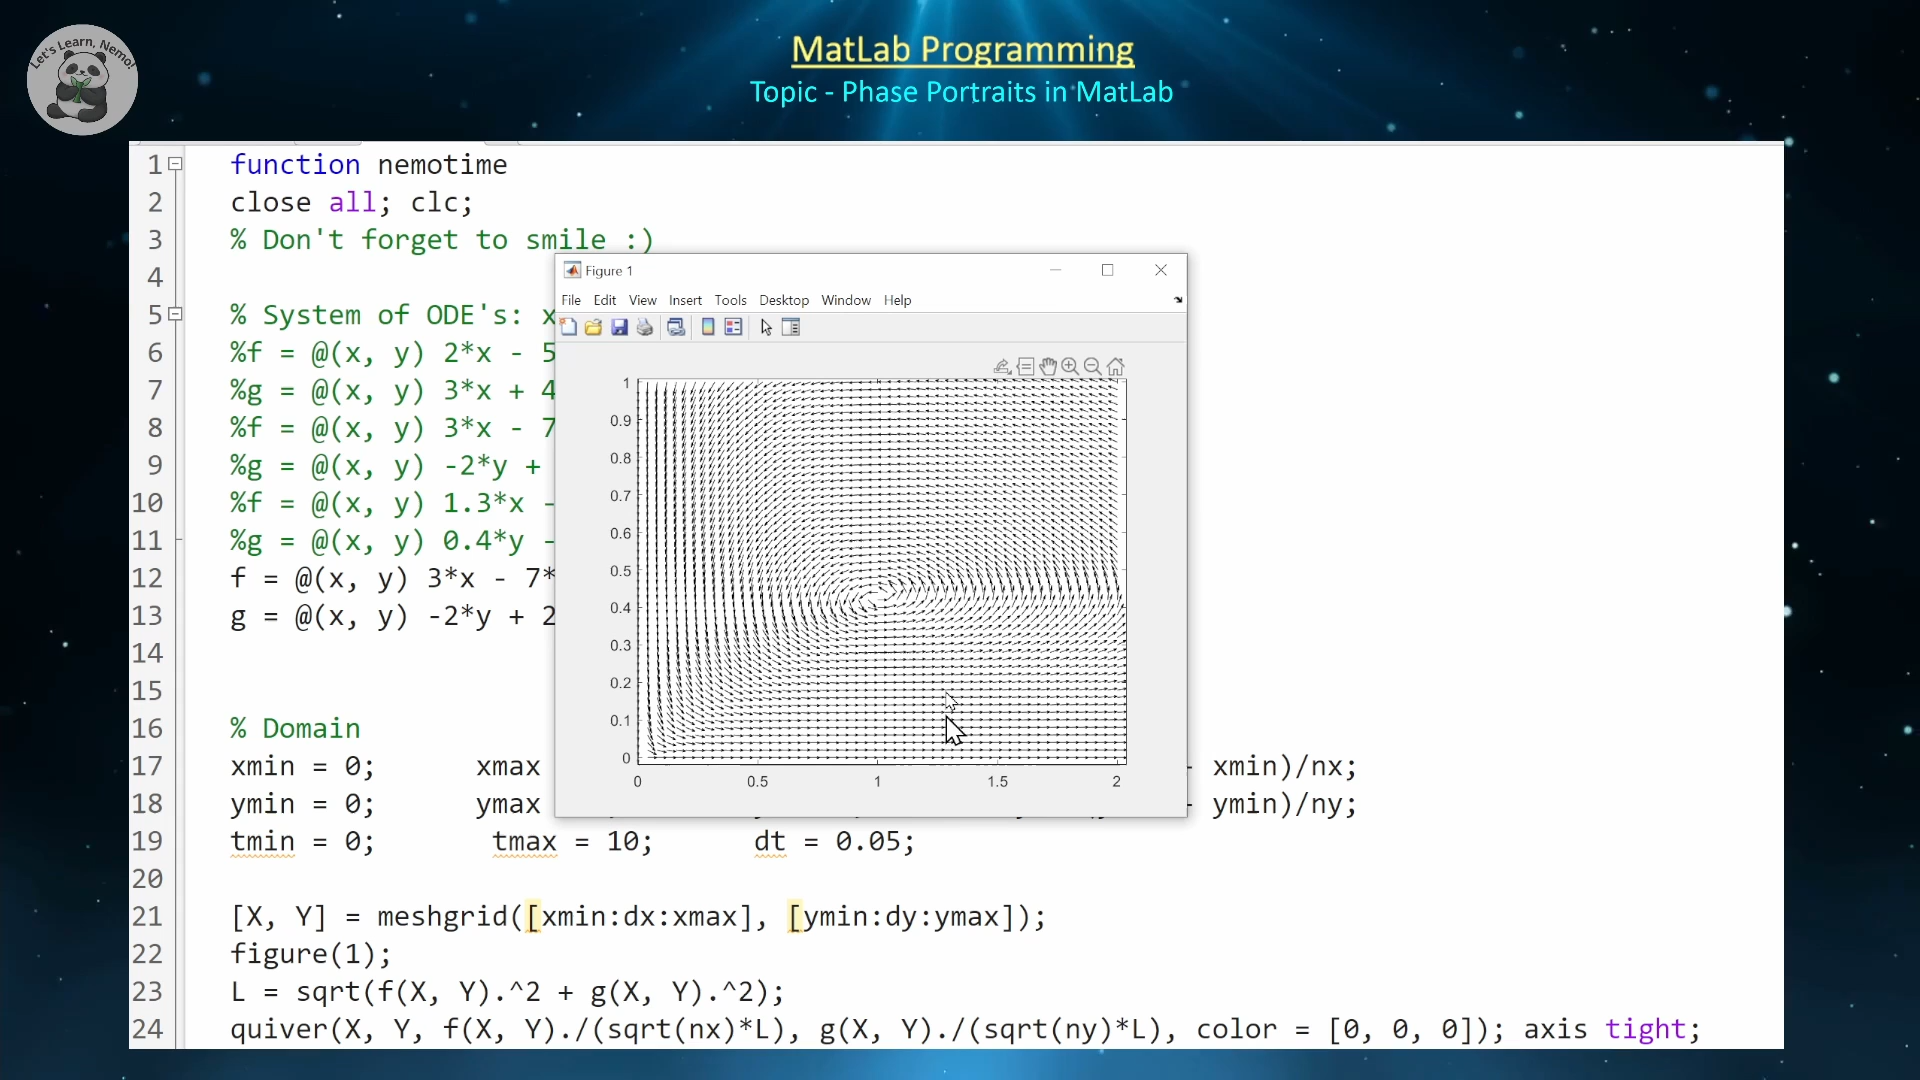 Let's Learn, Nemo!
MatLab Programming
Topic - Phase Portraits in MatLab
1 function nemotime
2 close all; clc;
3 % Don't forget to smile :)
4
5 % System of ODE's: x
6 %f = @(x, y) 2*x - 5
7 %g = @(x, y) 3*x + 4
8 %f = @(x, y) 3*x - 7
9 %g = @(x, y) -2*y +
10 %f = @(x, y) 1.3*x -
11 %g = @(x, y) 0.4*y -
12 f = @(x, y) 3*x - 7*
13 g = @(x, y) -2*y + 2
14
15
16 % Domain
17 xmin = 0; xmax - xmin)/nx;
18 ymin = 0; ymax - ymin)/ny;
19 tmin = 0; tmax = 10; dt = 0.05;
20
21 [X, Y] = meshgrid([xmin:dx:xmax], [ymin:dy:ymax]);
22 figure(1);
23 L = sqrt(f(X, Y).^2 + g(X, Y).^2);
24 quiver(X, Y, f(X, Y)./(sqrt(nx)*L), g(X, Y)./(sqrt(ny)*L), color = [0, 0, 0]); axis tight;
Figure 1
File Edit View Insert Tools Desktop Window Help
1
0.9
0.8
0.7
0.6
0.5
0.4
0.3
0.2
0.1
0
0 0.5 1 1.5 2